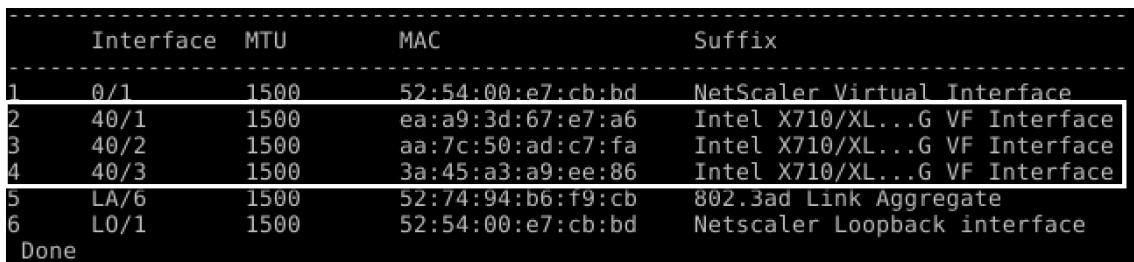 Interface MTU MAC Suffix
1 0/1 1500 52:54:00:e7:cb:bd NetScaler Virtual Interface
2 40/1 1500 ea:a9:3d:67:e7:a6 Intel X710/XL...G VF Interface
3 40/2 1500 aa:7c:50:ad:c7:fa Intel X710/XL...G VF Interface
4 40/3 1500 3a:45:a3:a9:ee:86 Intel X710/XL...G VF Interface
5 LA/6 1500 52:74:94:b6:f9:cb 802.3ad Link Aggregate
6 LO/1 1500 52:54:00:e7:cb:bd Netscaler Loopback interface
Done